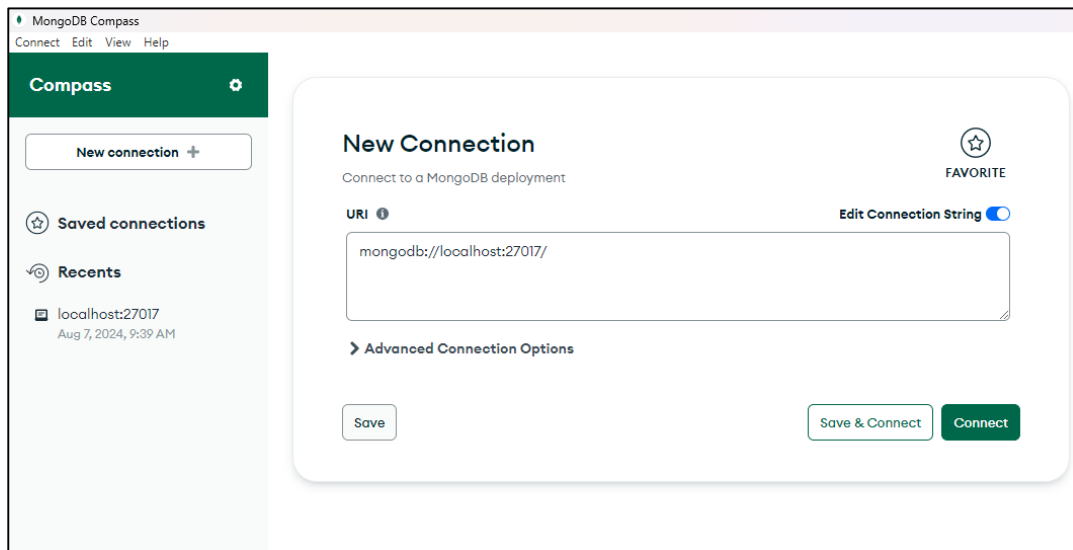 MongoDB Compass
Connect Edit View Help
Compass
New connection
Saved connections
Recents
localhost:27017
Aug 7, 2024, 9:39 AM
New Connection
Connect to a MongoDB deployment
FAVORITE
URI
Edit Connection String
mongodb://localhost:27017/
Advanced Connection Options
Save
Save & Connect
Connect